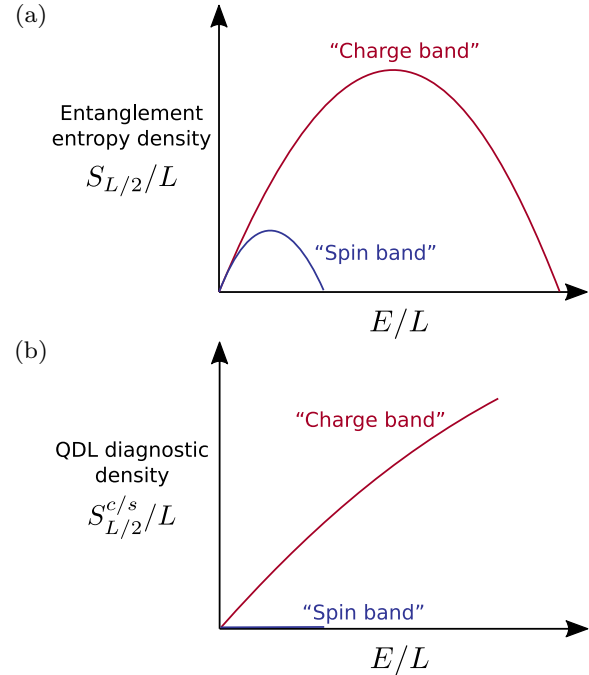 (a)
“Charge band”
Entanglement
entropy density
S_{L/2}/L
“Spin band”
E/L
(b)
“Charge band”
QDL diagnostic
density
S^{c/s}_{L/2}/L
“Spin band”
E/L